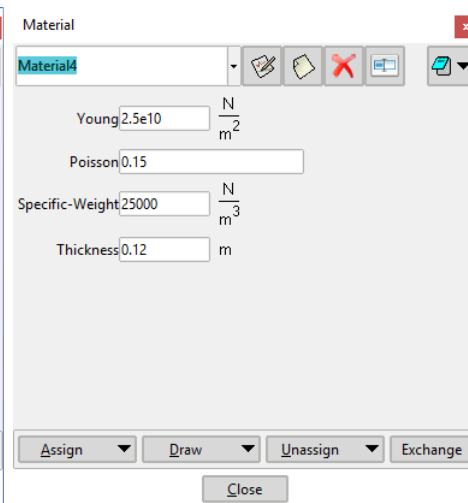 Material
Material4
Young 2.5e10 N/m²
Poisson 0.15
Specific-Weight 25000 N/m³
Thickness 0.12 m
Assign Draw Unassign Exchange
Close